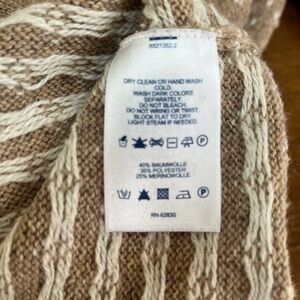 6521352.2
DRY CLEAN OR HAND WASH
COLD.
WASH DARK COLORS
SEPARATELY
DO NOT BLEACH.
DO NOT WRING OR TWIST.
BLOCK FLAT TO DRY.
LIGHT STEAM IF NEEDED.
40% BAUMWOLLE
35% POLYESTER
25% MERINOWOLLE
RN 62830